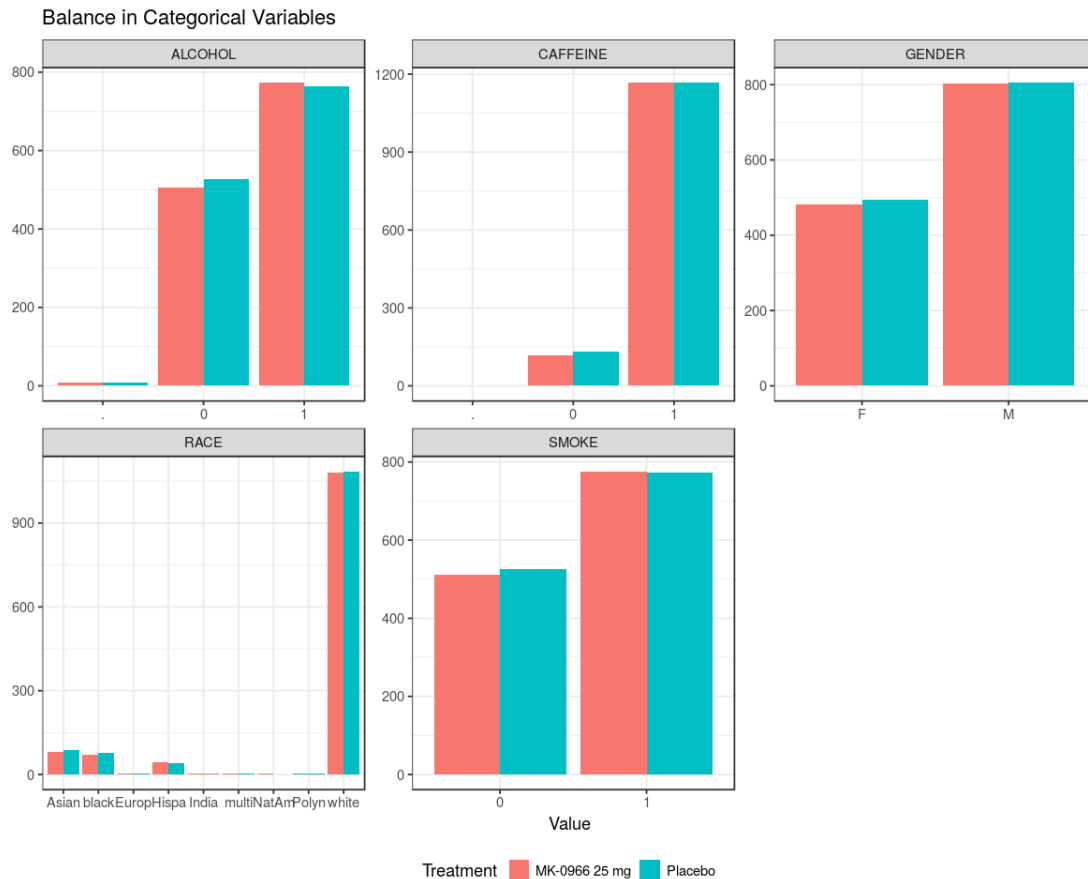 Balance in Categorical Variables
ALCOHOL
CAFFEINE
GENDER
800
600
400
200
0
. 0 1
1200
900
600
300
0
. 0 1
800
600
400
200
0
F M
RACE
SMOKE
900
600
300
0
Asian black Europ Hispa India multi NatAm Polyn white
800
600
400
200
0
0 1
Value
Treatment MK-0966 25 mg Placebo